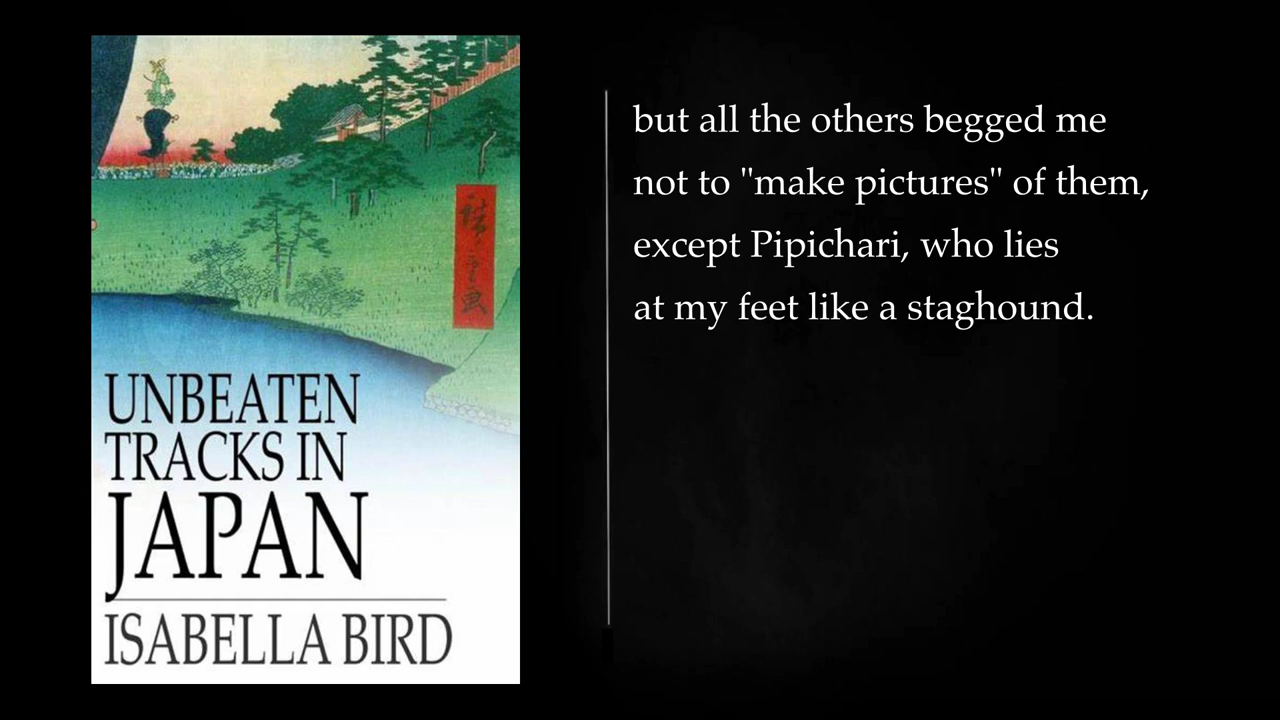 UNBEATEN
TRACKS IN
JAPAN
ISABELLA BIRD
but all the others begged me
not to "make pictures" of them,
except Pipichari, who lies
at my feet like a staghound.